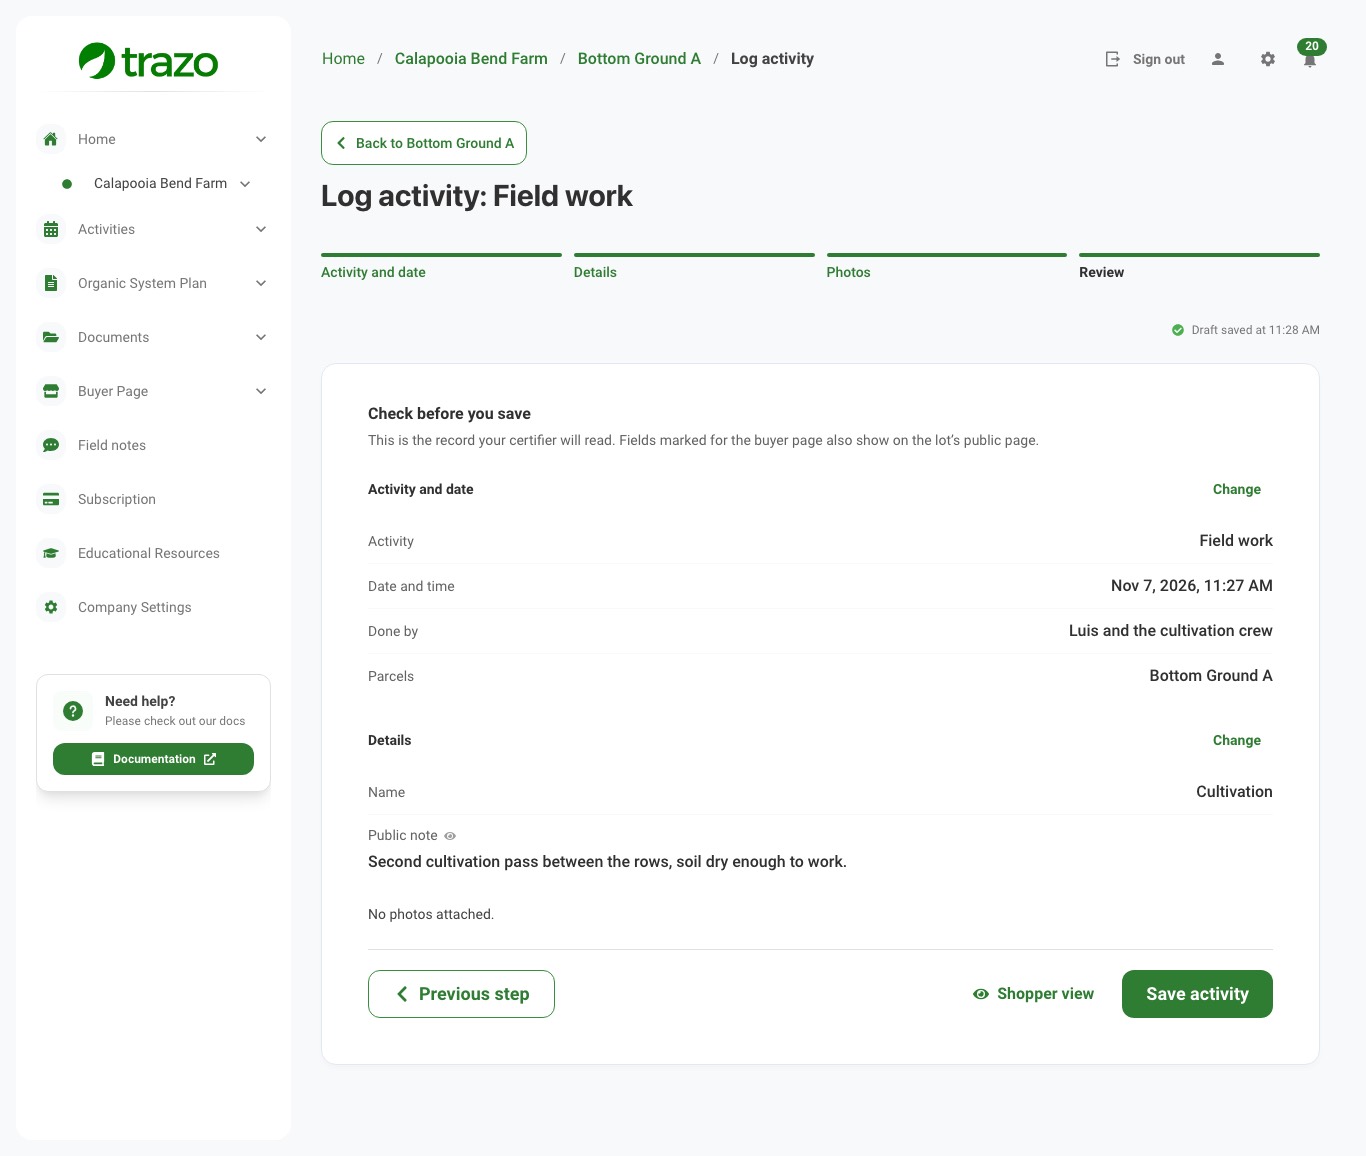 trazo
Home / Calapooia Bend Farm / Bottom Ground A / Log activity
Sign out
20
Home
Calapooia Bend Farm
Activities
Organic System Plan
Documents
Buyer Page
Field notes
Subscription
Educational Resources
Company Settings
Need help?
Please check out our docs
Documentation
Back to Bottom Ground A
Log activity: Field work
Activity and date
Details
Photos
Review
Draft saved at 11:28 AM
Check before you save
This is the record your certifier will read. Fields marked for the buyer page also show on the lot’s public page.
Activity and date Change
Activity Field work
Date and time Nov 7, 2026, 11:27 AM
Done by Luis and the cultivation crew
Parcels Bottom Ground A
Details Change
Name Cultivation
Public note
Second cultivation pass between the rows, soil dry enough to work.
No photos attached.
Previous step
Shopper view
Save activity